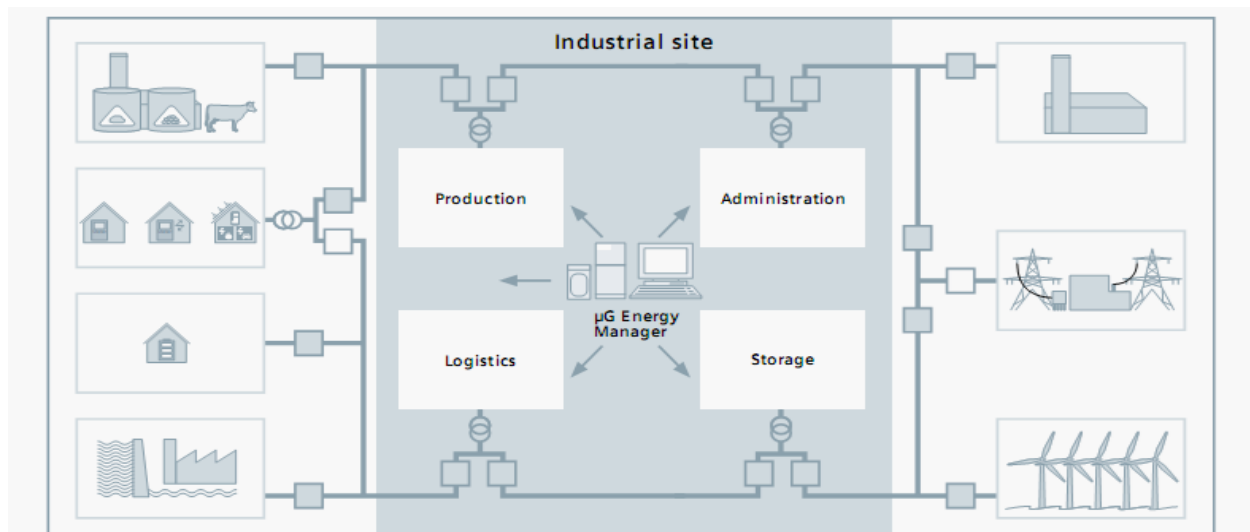 Industrial site
Production
Administration
µG Energy
Manager
Logistics
Storage